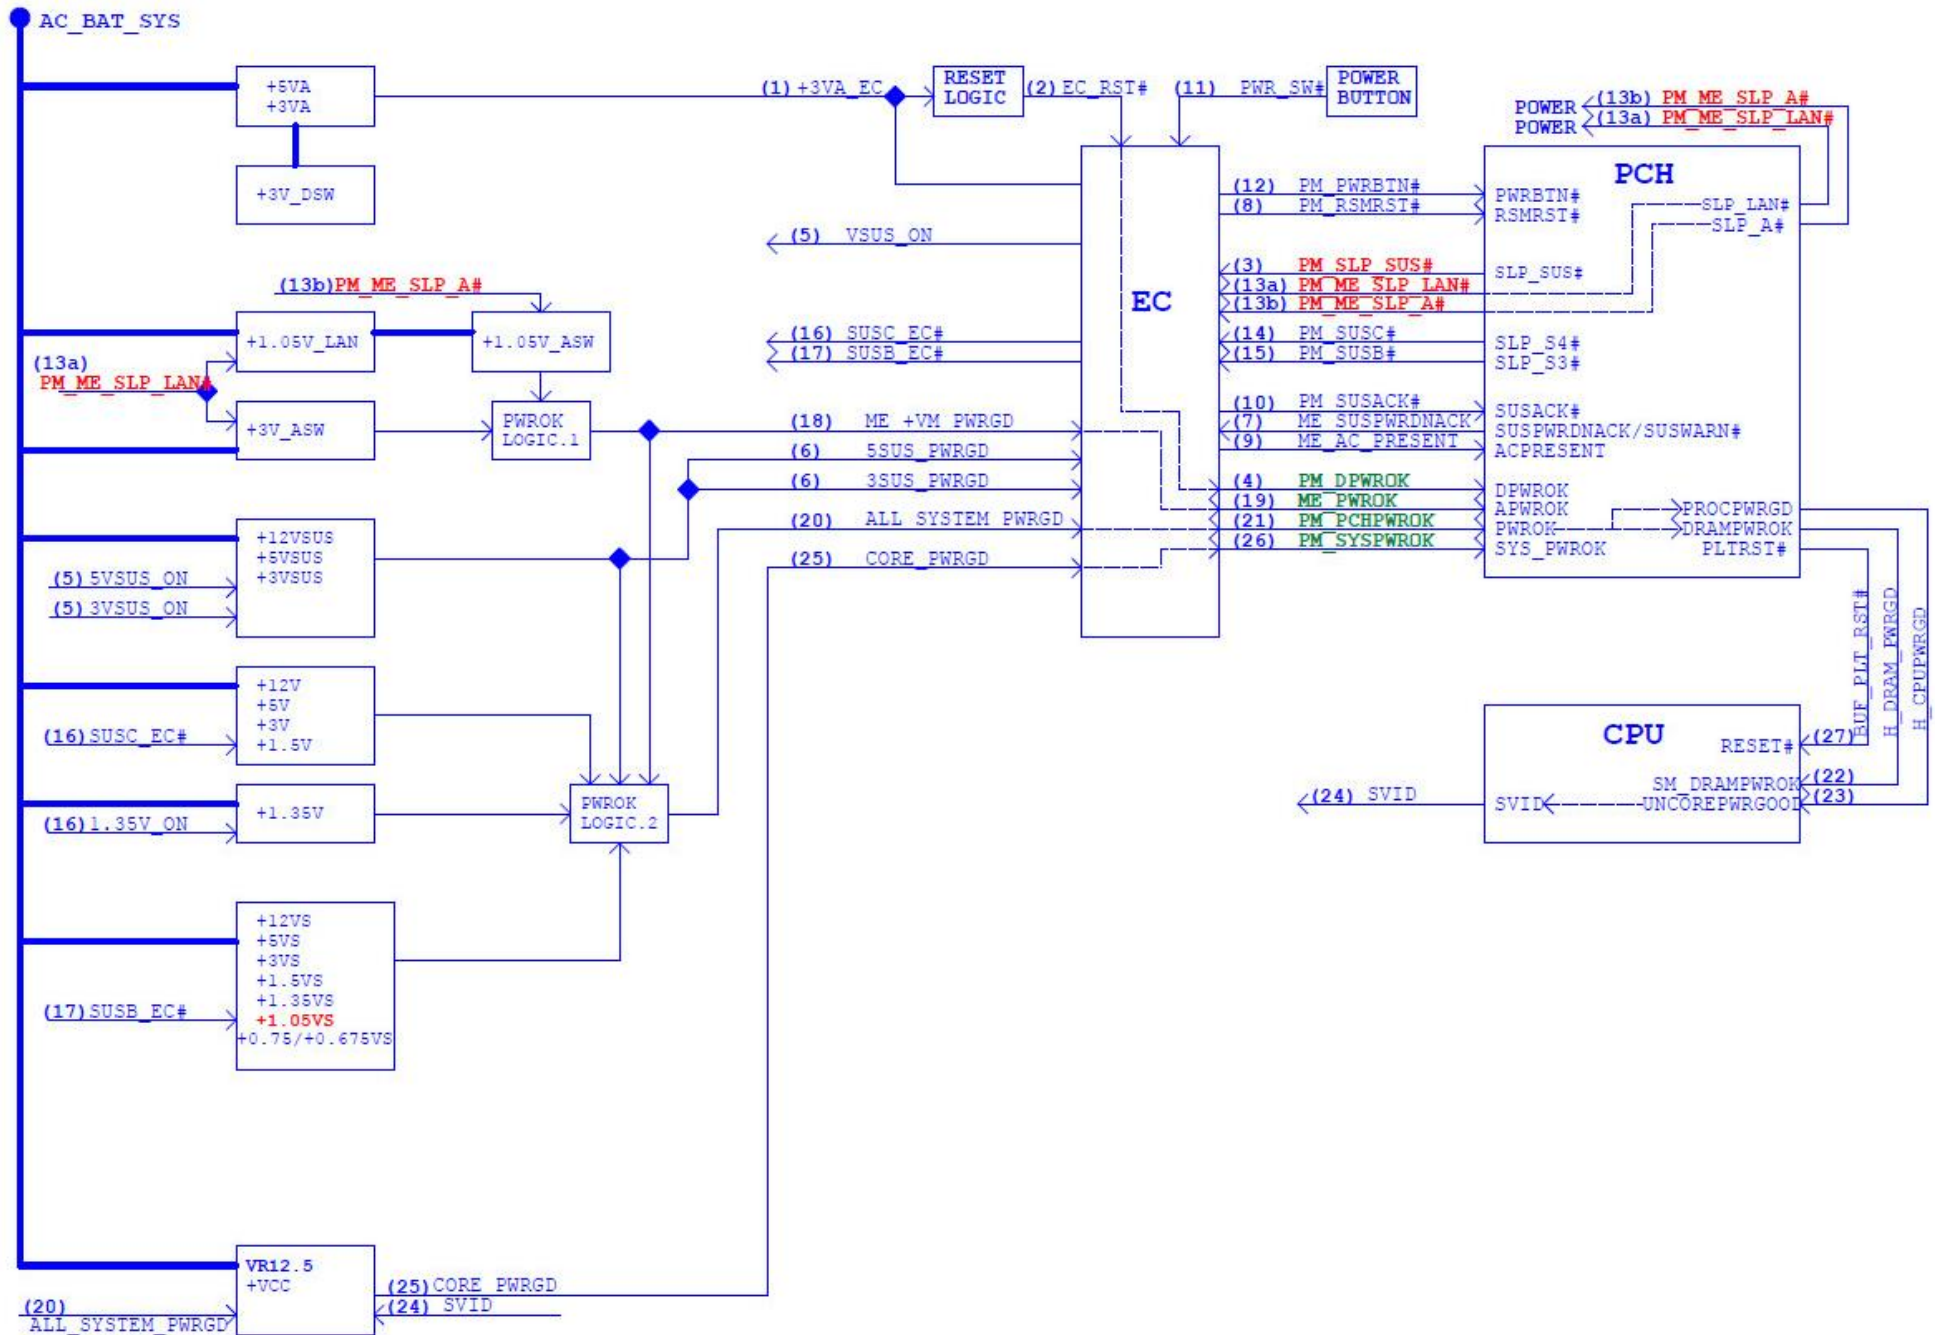 AC_BAT_SYS
+5VA
+3VA
+3V_DSW
(1) +3VA_EC
RESET
LOGIC
(2) EC_RST#
(11) PWR_SW#
POWER
BUTTON
POWER (13b) PM_ME_SLP_A#
POWER (13a) PM_ME_SLP_LAN#
(5) VSUS_ON
EC
(12) PM_PWRBTN#
(8) PM_RSMRST#
(3) PM_SLP_SUS#
(13a) PM_ME_SLP_LAN#
(13b) PM_ME_SLP_A#
(14) PM_SUSC#
(15) PM_SUSB#
(10) PM_SUSACK#
(7) ME_SUSPWRDNACK
(9) ME_AC_PRESENT
(4) PM_DPWROK
(19) ME_PWROK
(21) PM_PCHPWROK
(26) PM_SYSPWROK
PCH
PWRBTN#
RSMRST#
SLP_LAN#
SLP_A#
SLP_SUS#
SLP_S4#
SLP_S3#
SUSACK#
SUSPWRDNACK/SUSWARN#
ACPRESENT
DPWROK
APWROK
PWROK
SYS_PWROK
PROCPWRGD
DRAMPWROK
PLTRST#
(13b) PM_ME_SLP_A#
+1.05V_LAN
+1.05V_ASW
(13a)
PM_ME_SLP_LAN#
+3V_ASW
PWROK
LOGIC.1
(16) SUSC_EC#
(17) SUSB_EC#
(18) ME_+VM_PWRGD
(6) 5SUS_PWRGD
(6) 3SUS_PWRGD
(20) ALL_SYSTEM_PWRGD
(25) CORE_PWRGD
+12VSUS
+5VSUS
+3VSUS
(5) 5VSUS_ON
(5) 3VSUS_ON
+12V
+5V
+3V
+1.5V
(16) SUSC_EC#
+1.35V
(16) 1.35V_ON
PWROK
LOGIC.2
+12VS
+5VS
+3VS
+1.5VS
+1.35VS
+1.05VS
+0.75/+0.675VS
(17) SUSB_EC#
BUF_PLT_RST#
H_DRAM_PWRGD
H_CPUPWRGD
CPU
RESET# (27)
SM_DRAMPWROK (22)
UNCOREPWRGOOD (23)
SVID
(24) SVID
VR12.5
+VCC
(25) CORE_PWRGD
(24) SVID
(20)
ALL_SYSTEM_PWRGD